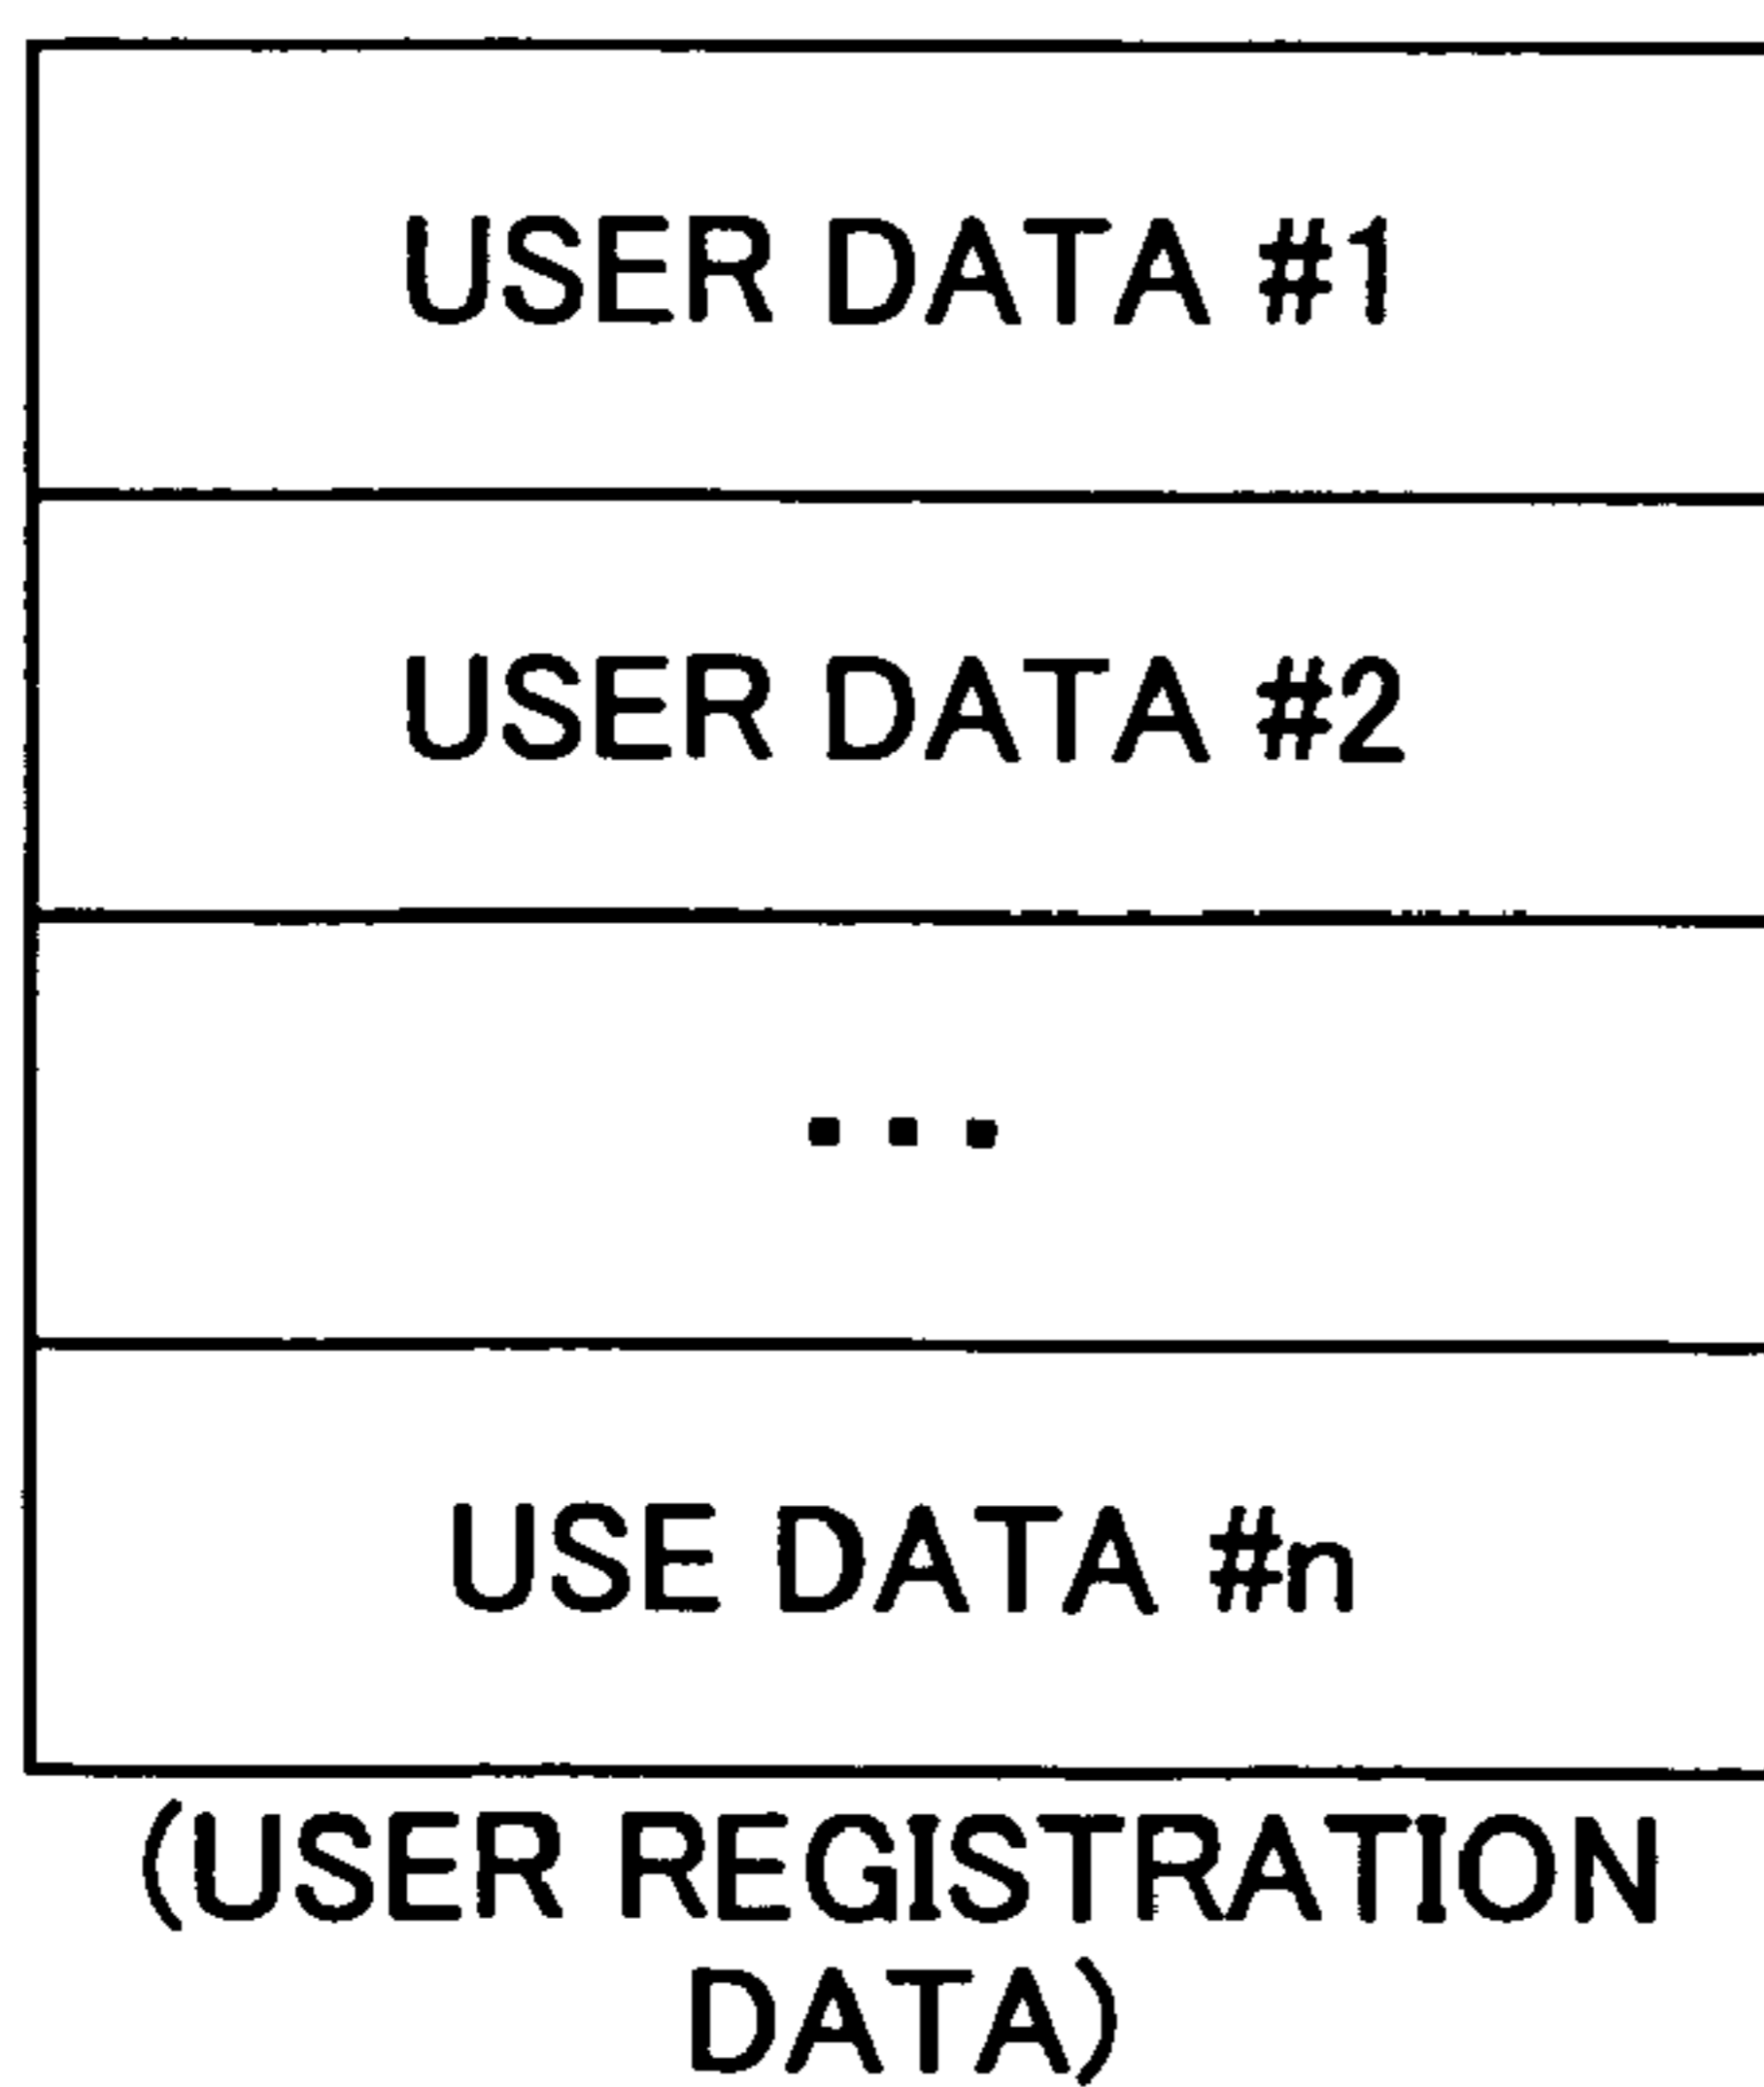 USER DATA #1
USER DATA #2
...
USE DATA #n
(USER REGISTRATION
DATA)